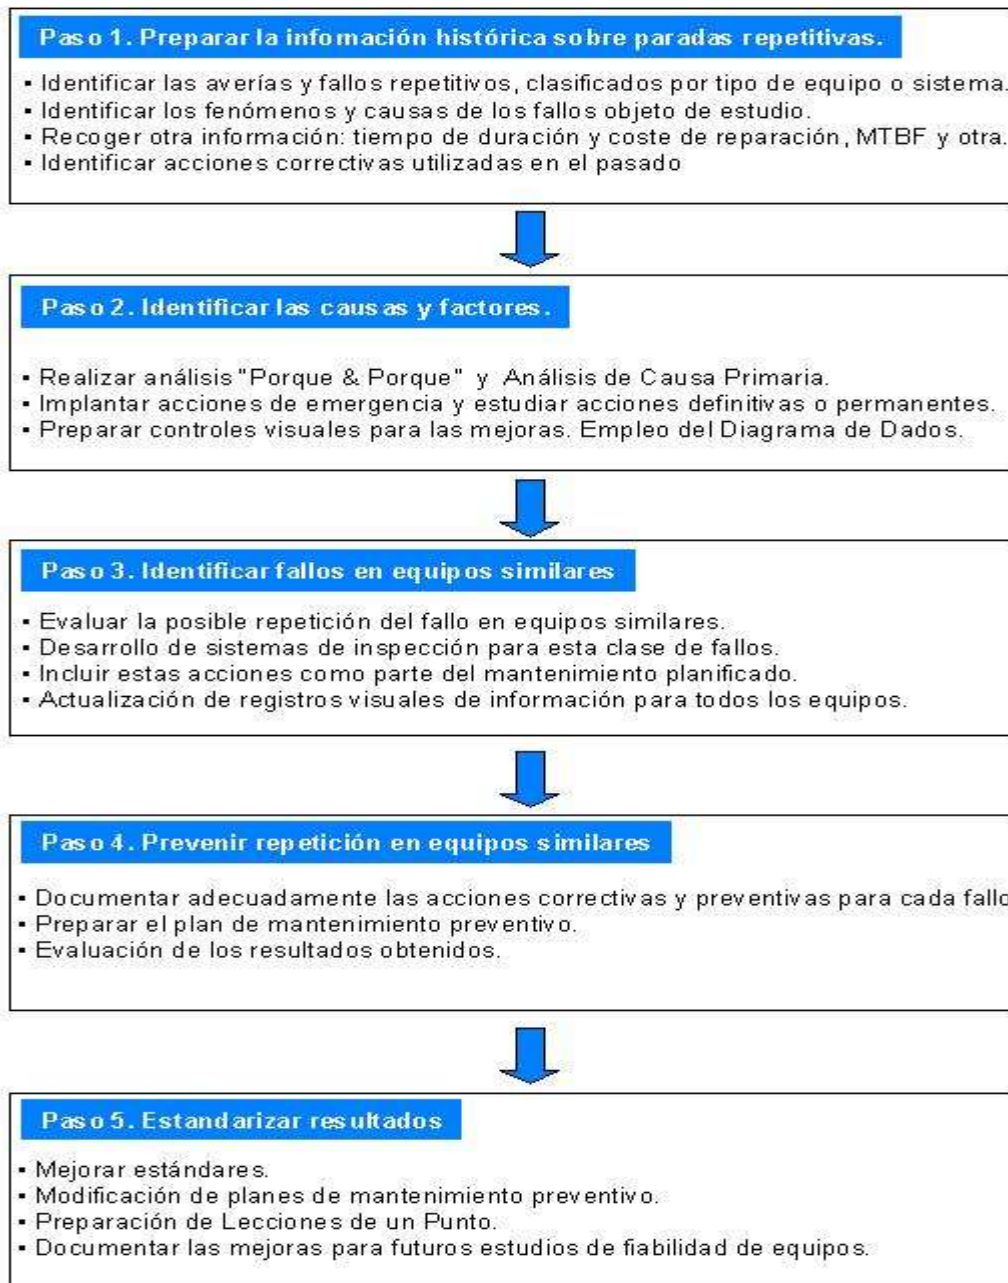 Paso 1. Preparar la infomación histórica sobre paradas repetitivas.
▪ Identificar las averías y fallos repetitivos, clasificados por tipo de equipo o sistema.
▪ Identificar los fenómenos y causas de los fallos objeto de estudio.
▪ Recoger otra información: tiempo de duración y coste de reparación, MTBF y otra.
▪ Identificar acciones correctivas utilizadas en el pasado
Paso 2. Identificar las causas y factores.
▪ Realizar análisis "Porque & Porque" y Análisis de Causa Primaria.
▪ Implantar acciones de emergencia y estudiar acciones definitivas o permanentes.
▪ Preparar controles visuales para las mejoras. Empleo del Diagrama de Dados.
Paso 3. Identificar fallos en equipos similares
▪ Evaluar la posible repetición del fallo en equipos similares.
▪ Desarrollo de sistemas de inspección para esta clase de fallos.
▪ Incluir estas acciones como parte del mantenimiento planificado.
▪ Actualización de registros visuales de información para todos los equipos.
Paso 4. Prevenir repetición en equipos similares
▪ Documentar adecuadamente las acciones correctivas y preventivas para cada fallo
▪ Preparar el plan de mantenimiento preventivo.
▪ Evaluación de los resultados obtenidos.
Paso 5. Estandarizar resultados
▪ Mejorar estándares.
▪ Modificación de planes de mantenimiento preventivo.
▪ Preparación de Lecciones de un Punto.
▪ Documentar las mejoras para futuros estudios de fiabilidad de equipos.